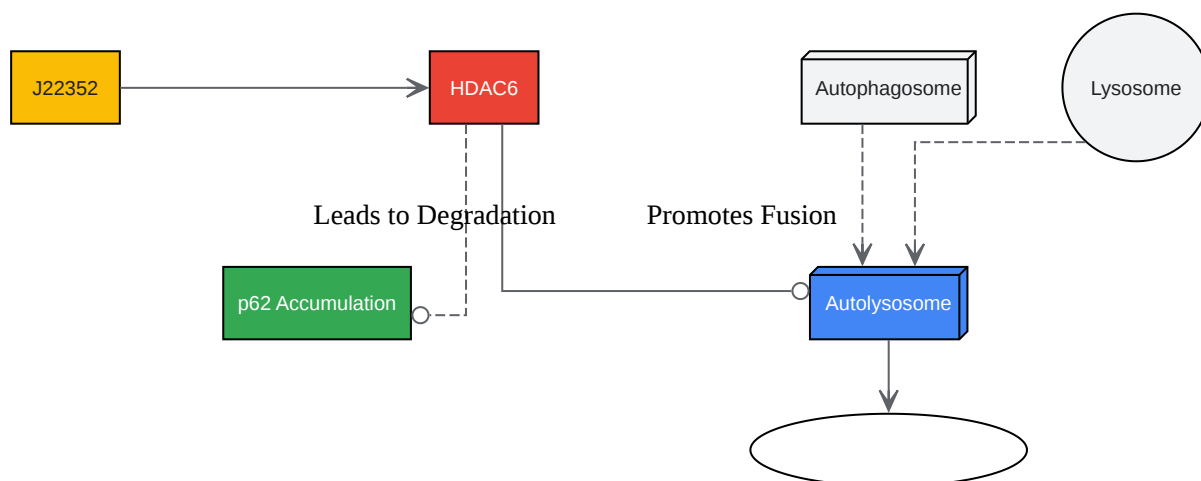 J22352
HDAC6
Autophagosome
Lysosome
Leads to Degradation
Promotes Fusion
p62 Accumulation
Autolysosome